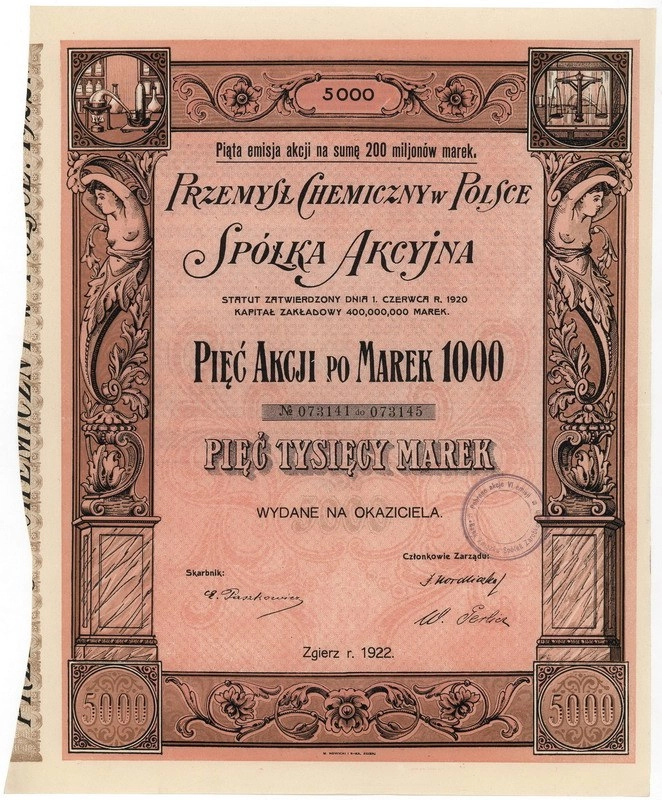 5000
Piąta emisja akcji na sumę 200 miljonów marek.
PRZEMYSŁ CHEMICZNY w POLSCE
SPÓŁKA AKCYJNA
STATUT ZATWIERDZONY DNIA 1. CZERWCA R. 1920
KAPITAŁ ZAKŁADOWY 400,000,000 MAREK.
PIĘĆ AKCJI PO MAREK 1000
№ 073141 do 073145
PIĘĆ TYSIĘCY MAREK
WYDANE NA OKAZICIELA.
Członkowie Zarządu:
Skarbnik:
Zgierz r. 1922.
5000
5000